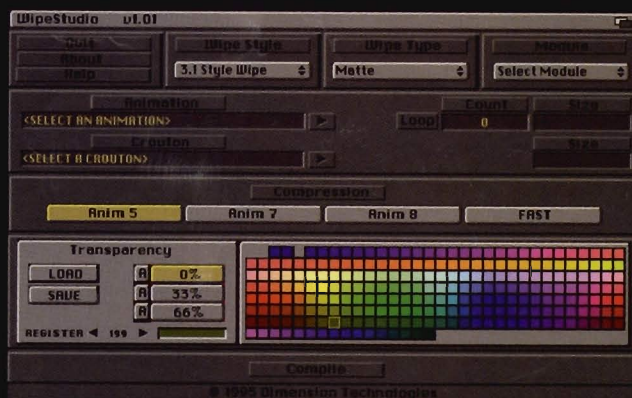 WipeStudio v1.01
Quit
About
Help
Wipe Style
3.1 Style Wipe
Wipe Type
Matte
Module
Select Module
Animation
<SELECT AN ANIMATION>
Loop
Count
0
Size
Crouton
<SELECT A CROUTON>
Size
Compression
Anim 5
Anim 7
Anim 8
FAST
Transparency
LOAD
A 0%
SAVE
A 33%
A 66%
REGISTER 199
Compile
© 1995 Dimension Technologies